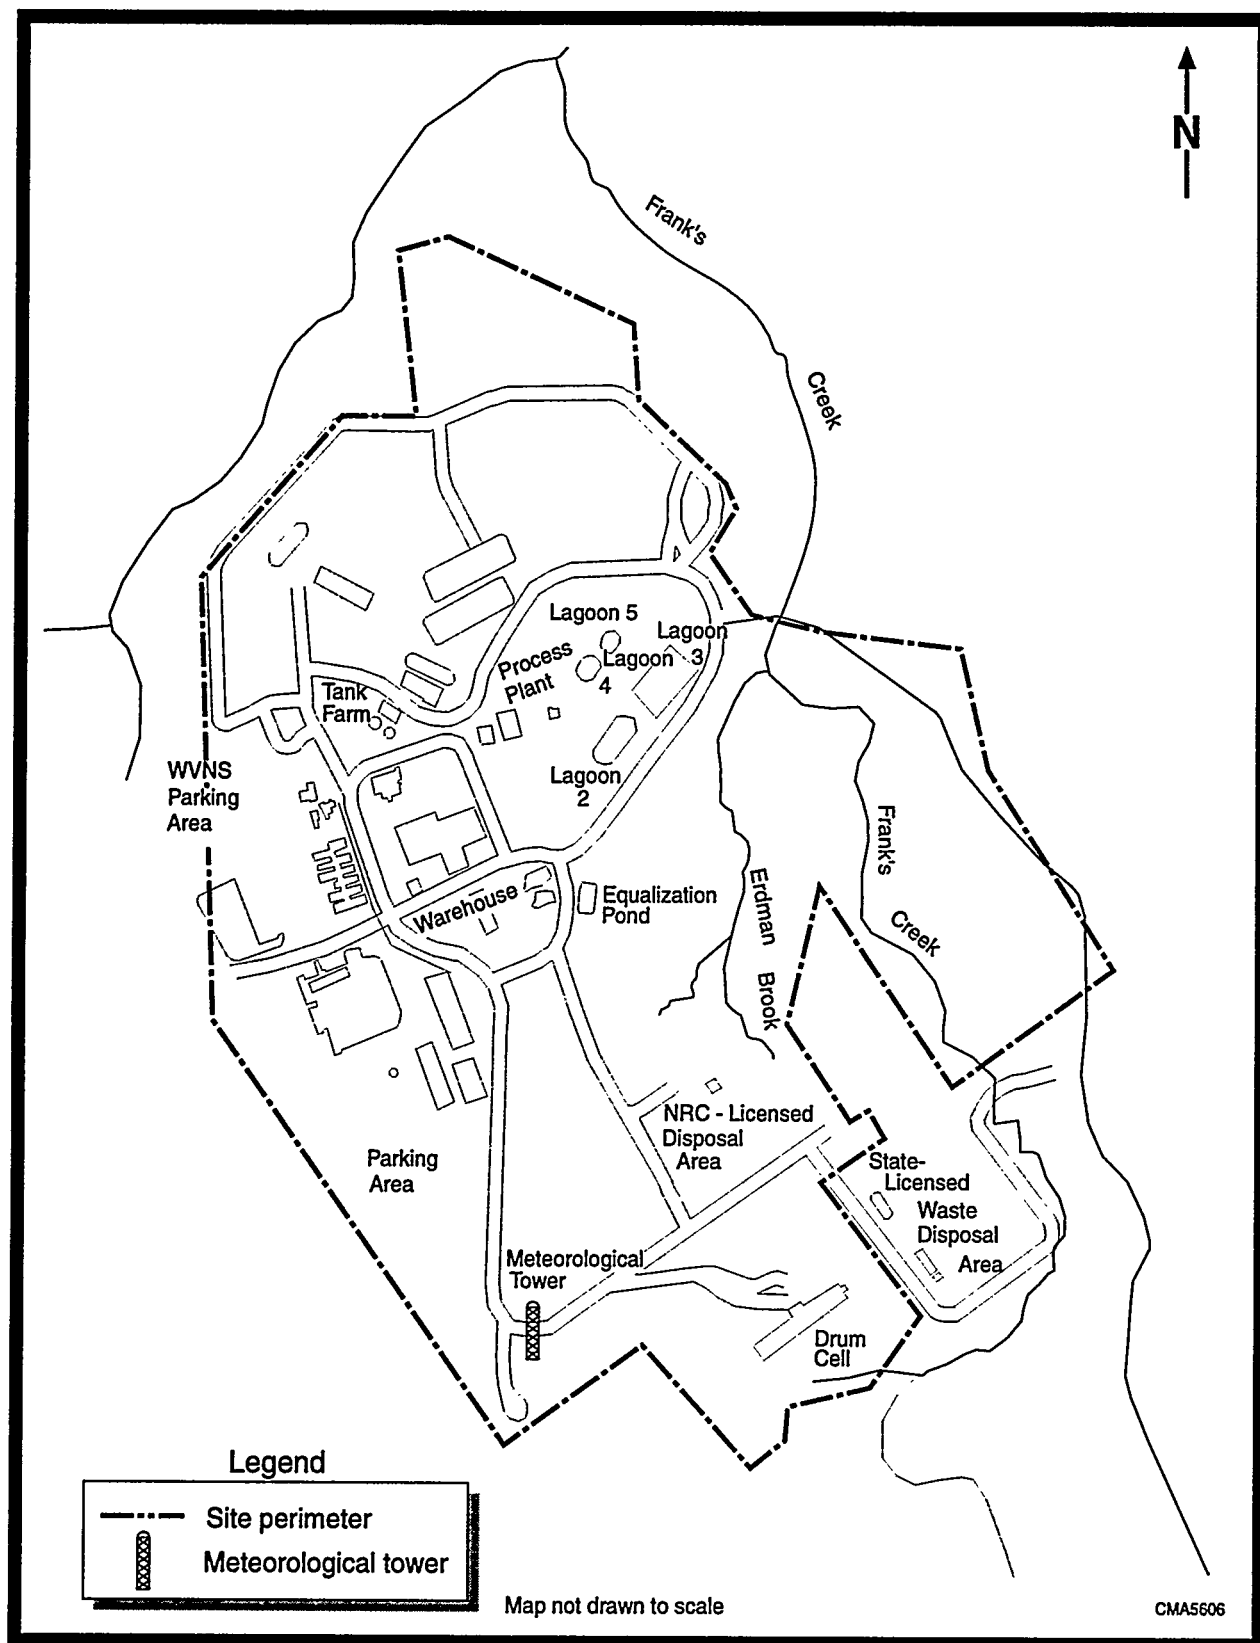 N
Frank's
Creek
Lagoon 5
Lagoon
3
Lagoon
4
Process
Plant
Tank
Farm
Lagoon
2
WVNS
Parking
Area
Frank's
Creek
Erdman
Brook
Warehouse
Equalization
Pond
NRC - Licensed
Disposal
Area
Parking
Area
State-
Licensed
Waste
Disposal
Area
Meteorological
Tower
Drum
Cell
Legend
Site perimeter
Meteorological tower
Map not drawn to scale
CMA5606